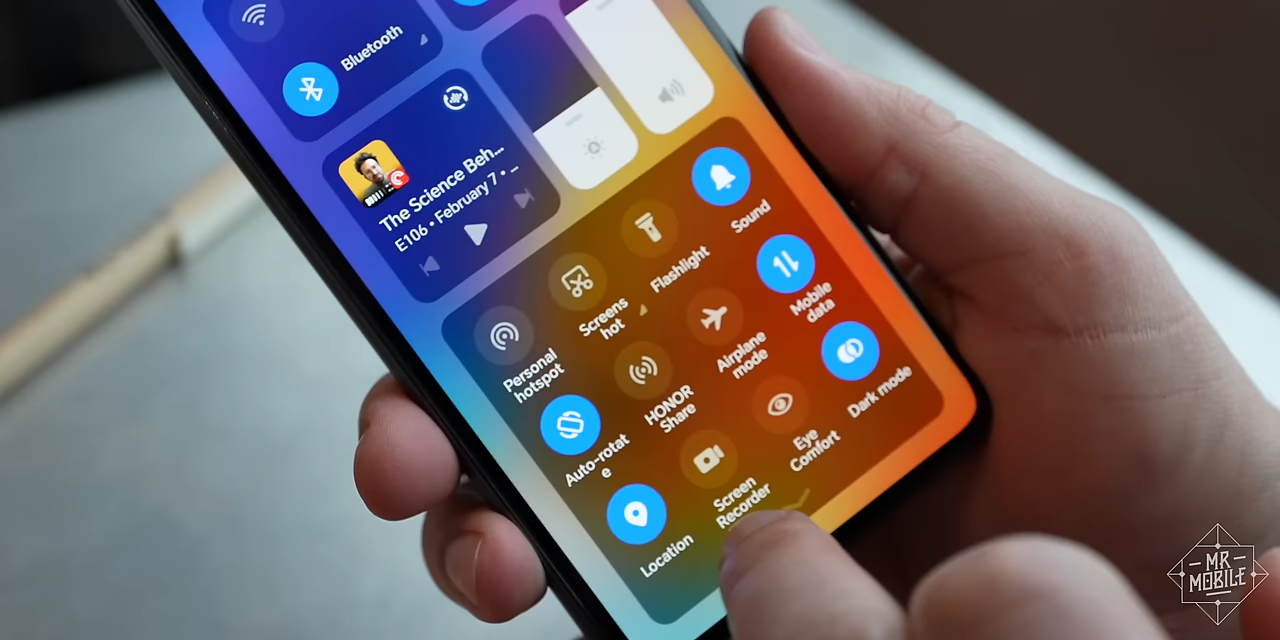 Bluetooth
The Science Beh...
E106 • February 7 • ...
Personal
hotspot
Screens
hot
Flashlight
Sound
Auto-rotat
e
HONOR
Share
Airplane
mode
Mobile
data
Location
Screen
Recorder
Eye
Comfort
Dark mode
MR
MOBILE